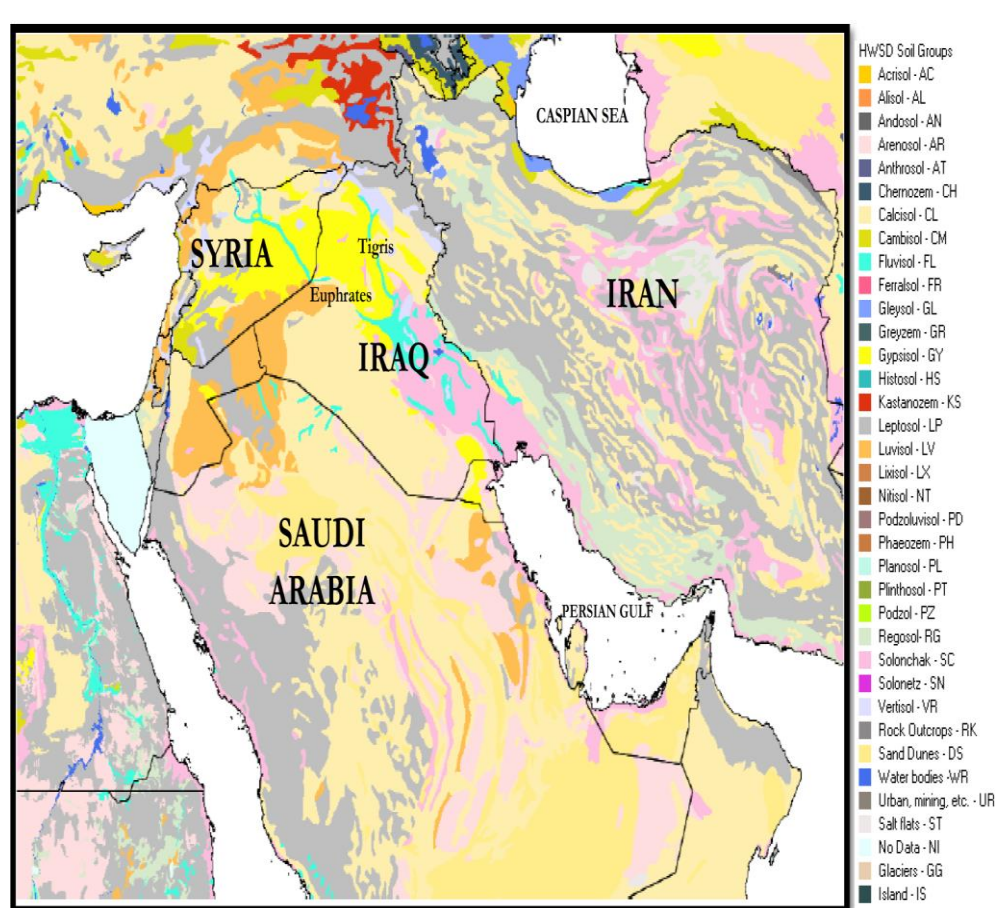 CASPIAN SEA
SYRIA
Tigris
Euphrates
IRAN
IRAQ
SAUDI
ARABIA
PERSIAN GULF
HWSD Soil Groups
Acrisol - AC
Alisol - AL
Andosol - AN
Arenosol - AR
Anthrosol - AT
Chernozem - CH
Calcisol - CL
Cambisol - CM
Fluvisol - FL
Ferralsol - FR
Gleysol - GL
Greyzem - GR
Gypsisol - GY
Histosol - HS
Kastanozem - KS
Leptosol - LP
Luvisol - LV
Lixisol - LX
Nitisol - NT
Podzoluvisol - PD
Phaeozem - PH
Planosol - PL
Plinthosol - PT
Podzol - PZ
Regosol- RG
Solonchak - SC
Solonetz - SN
Vertisol - VR
Rock Outcrops - RK
Sand Dunes - DS
Water bodies -WR
Urban, mining, etc. - UR
Salt flats - ST
No Data - NI
Glaciers - GG
Island - IS